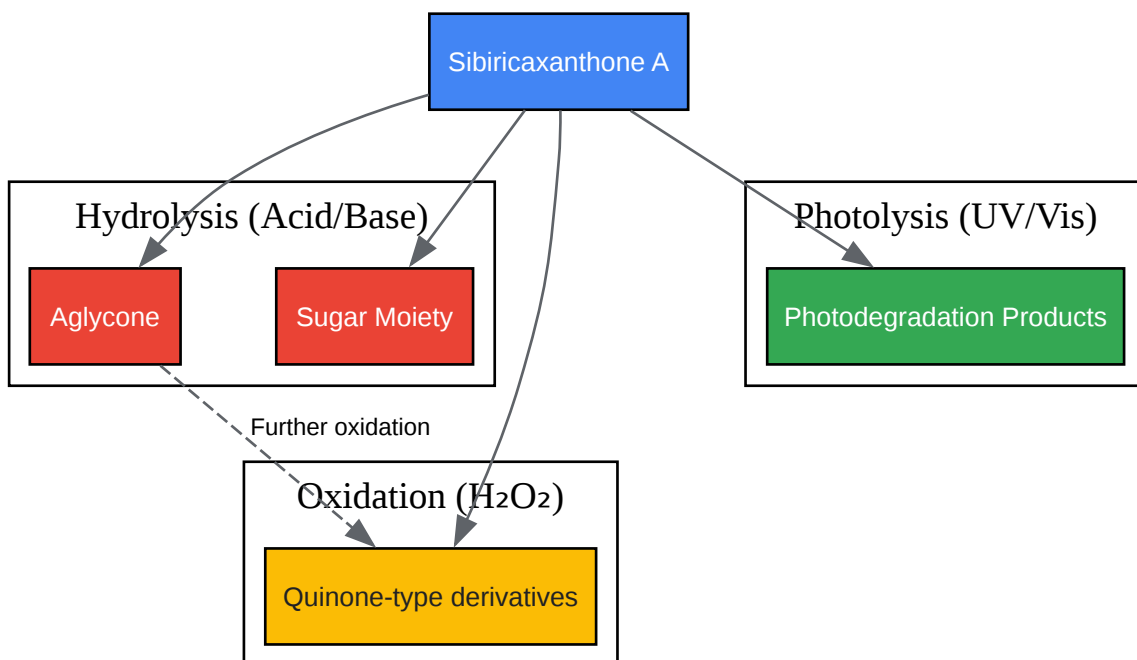 Sibiricaxanthone A
Hydrolysis (Acid/Base)
Photolysis (UV/Vis)
Aglycone
Sugar Moiety
Photodegradation Products
Further oxidation
Oxidation (H₂O₂)
Quinone-type derivatives